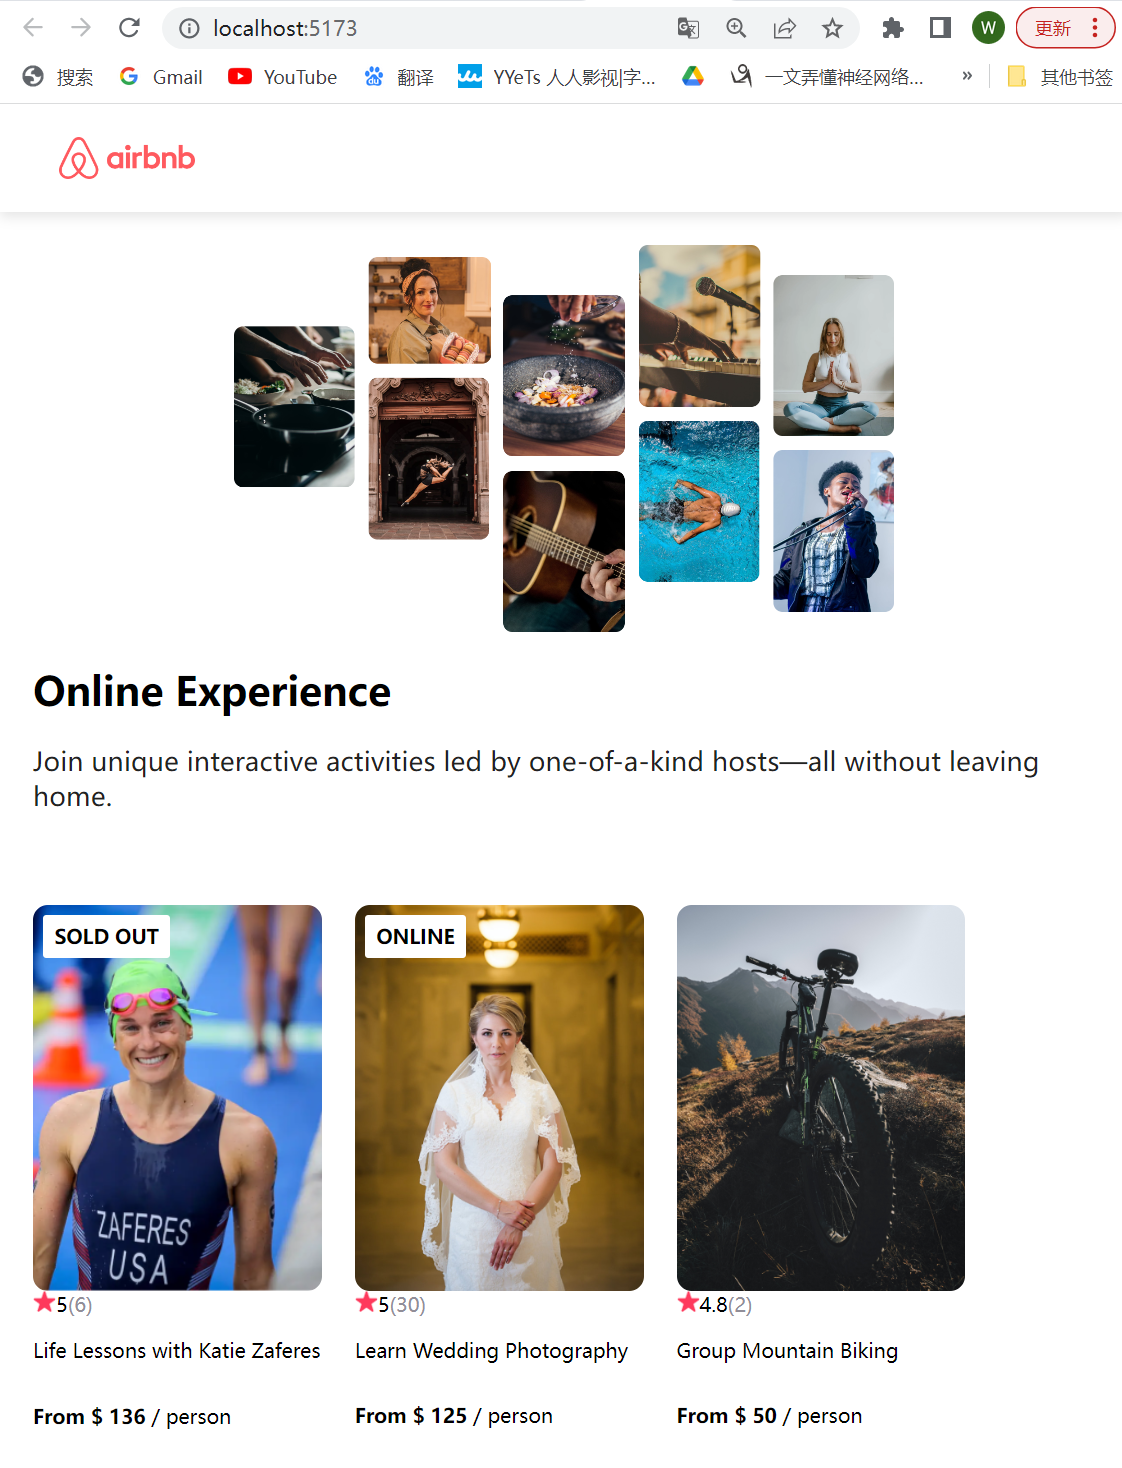 localhost:5173
W
更新
搜索
Gmail
YouTube
翻译
YYeTs 人人影视|字...
一文弄懂神经网络...
»
其他书签
airbnb
Online Experience
Join unique interactive activities led by one-of-a-kind hosts—all without leaving
home.
SOLD OUT
ONLINE
ZAFERES
USA
5(6)
5(30)
4.8(2)
Life Lessons with Katie Zaferes
Learn Wedding Photography
Group Mountain Biking
From $ 136 / person
From $ 125 / person
From $ 50 / person